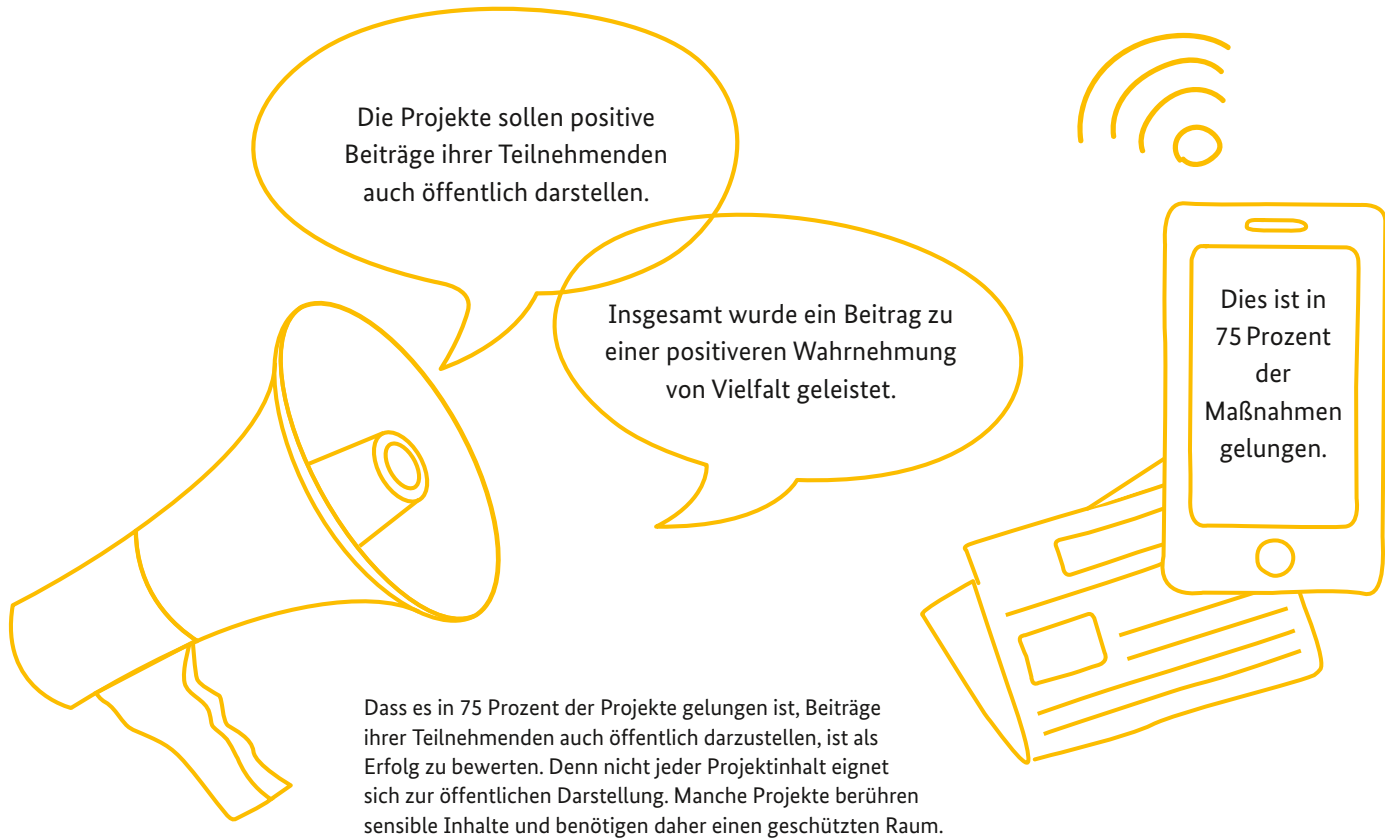 Die Projekte sollen positive
Beiträge ihrer Teilnehmenden
auch öffentlich darstellen.
Insgesamt wurde ein Beitrag zu
einer positiveren Wahrnehmung
von Vielfalt geleistet.
Dies ist in
75 Prozent
der
Maßnahmen
gelungen.
Dass es in 75 Prozent der Projekte gelungen ist, Beiträge
ihrer Teilnehmenden auch öffentlich darzustellen, ist als
Erfolg zu bewerten. Denn nicht jeder Projektinhalt eignet
sich zur öffentlichen Darstellung. Manche Projekte berühren
sensible Inhalte und benötigen daher einen geschützten Raum.